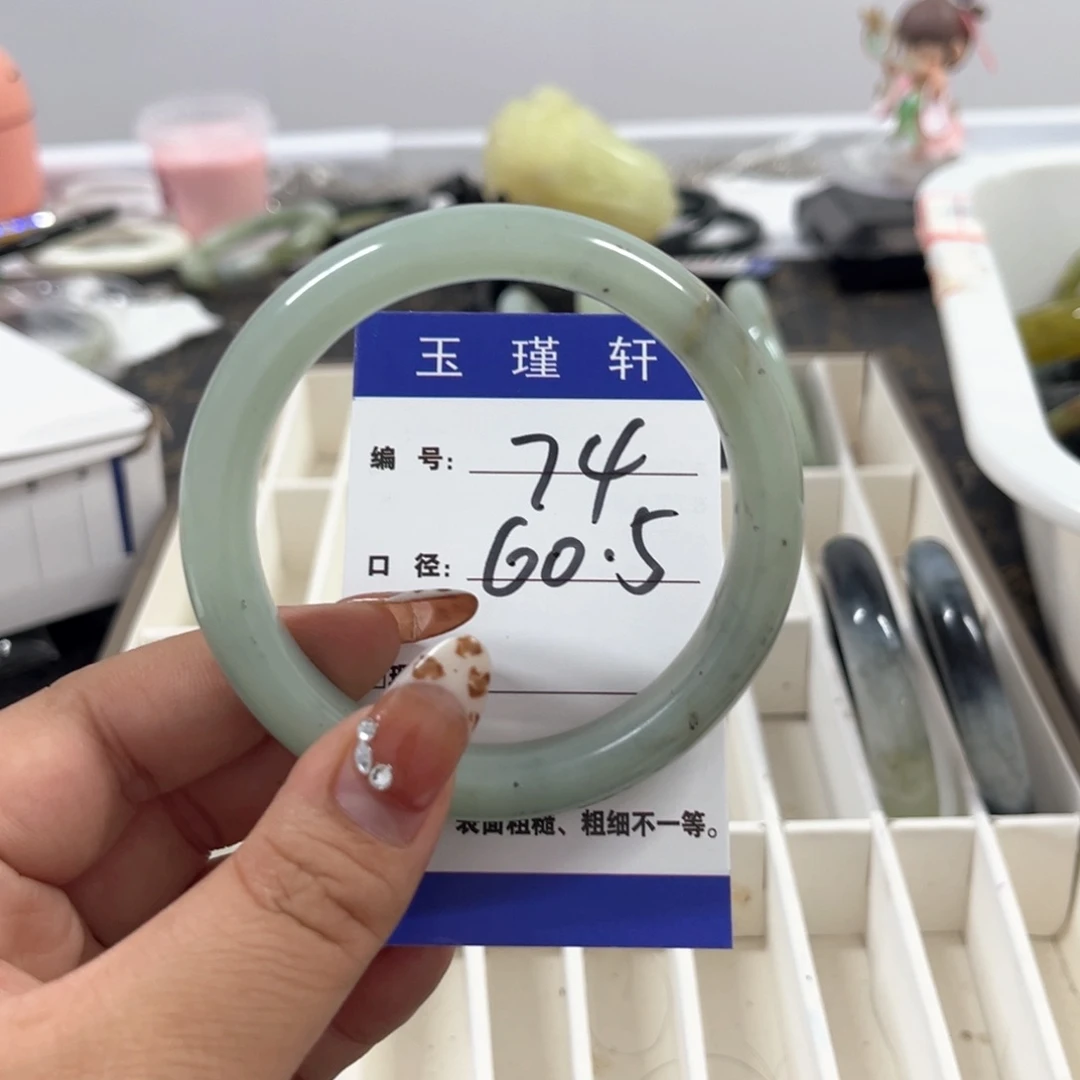 玉瑾轩
编号: 74
口径: 60.5
表面粗糙、粗细不一等。